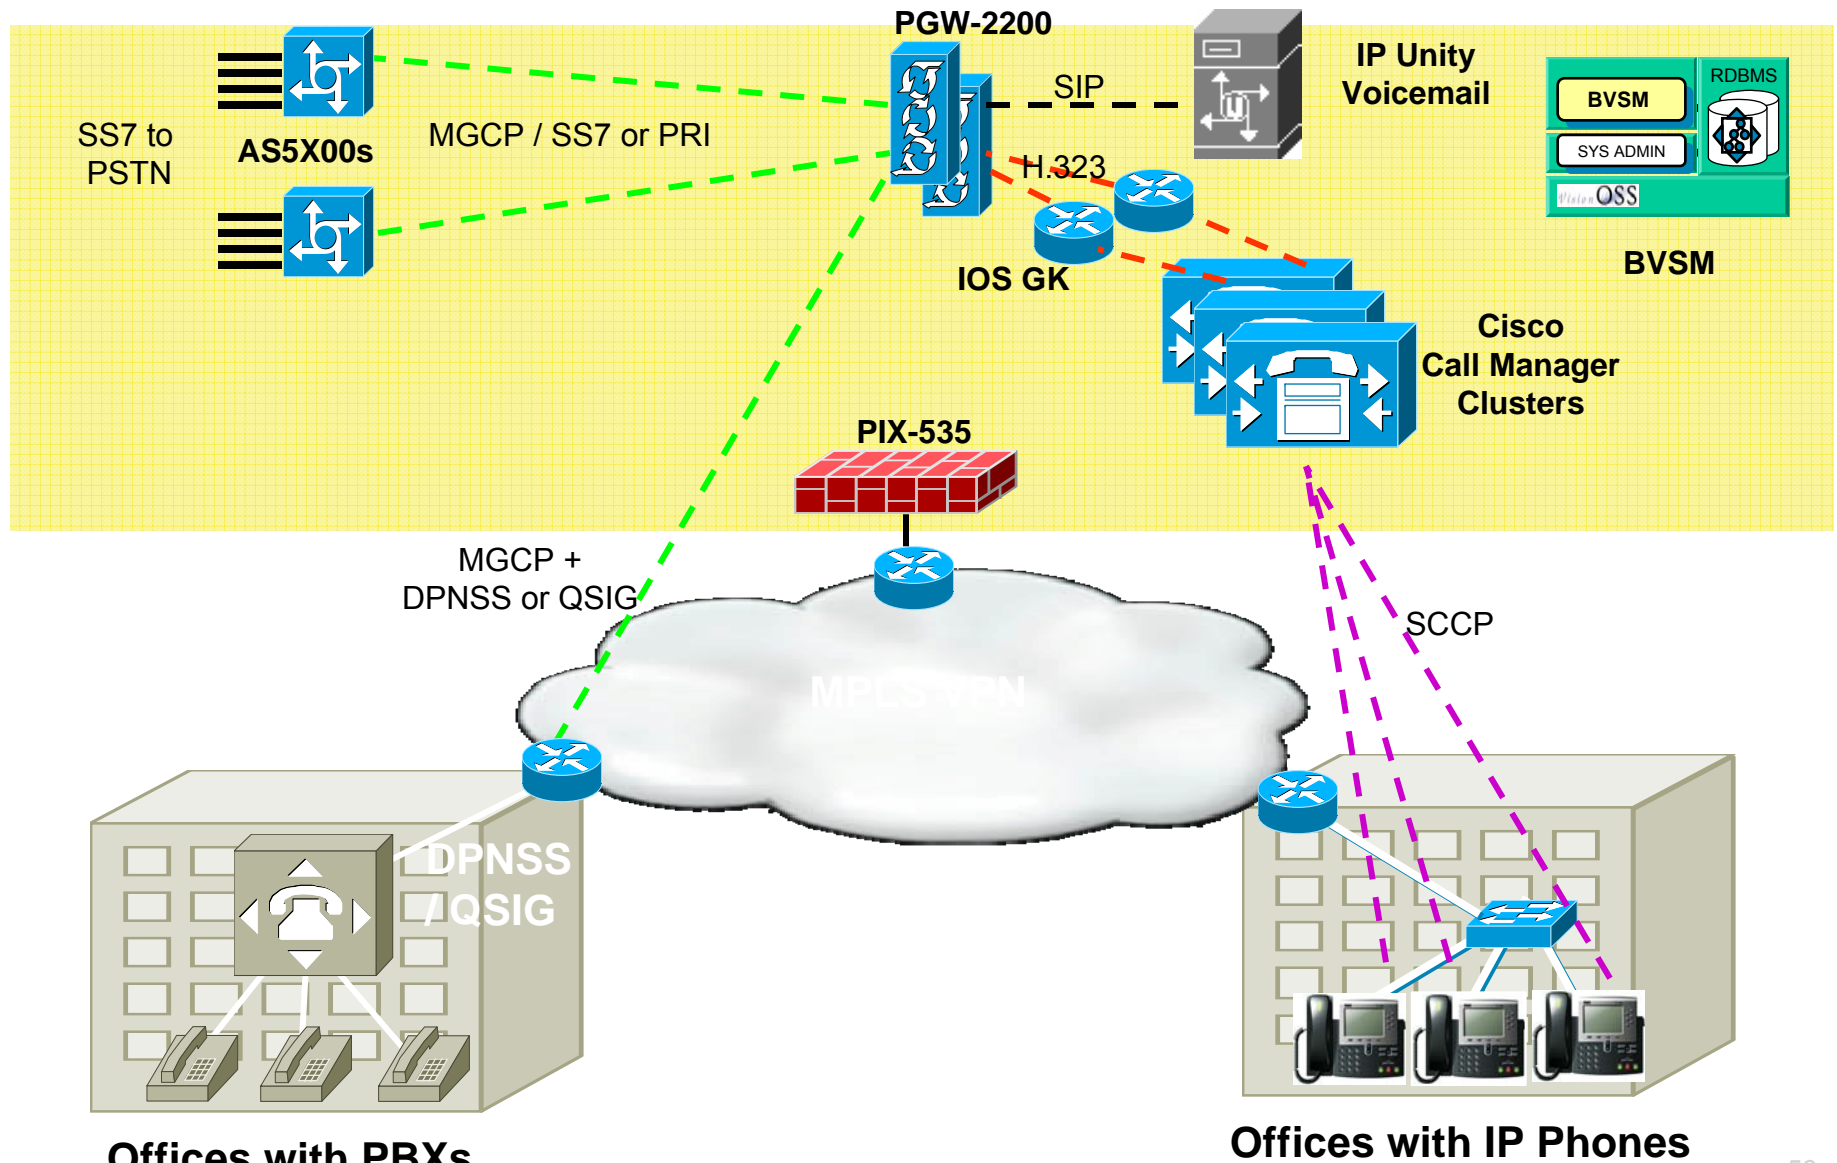 PGW-2200
IP Unity
Voicemail
SIP
RDBMS
BVSM
SYS ADMIN
Vision OSS
BVSM
SS7 to
PSTN
AS5X00s
MGCP / SS7 or PRI
H.323
IOS GK
Cisco
Call Manager
Clusters
PIX-535
MGCP +
DPNSS or QSIG
SCCP
MPLS VPN
DPNSS
/ QSIG
Offices with PBXs
Offices with IP Phones